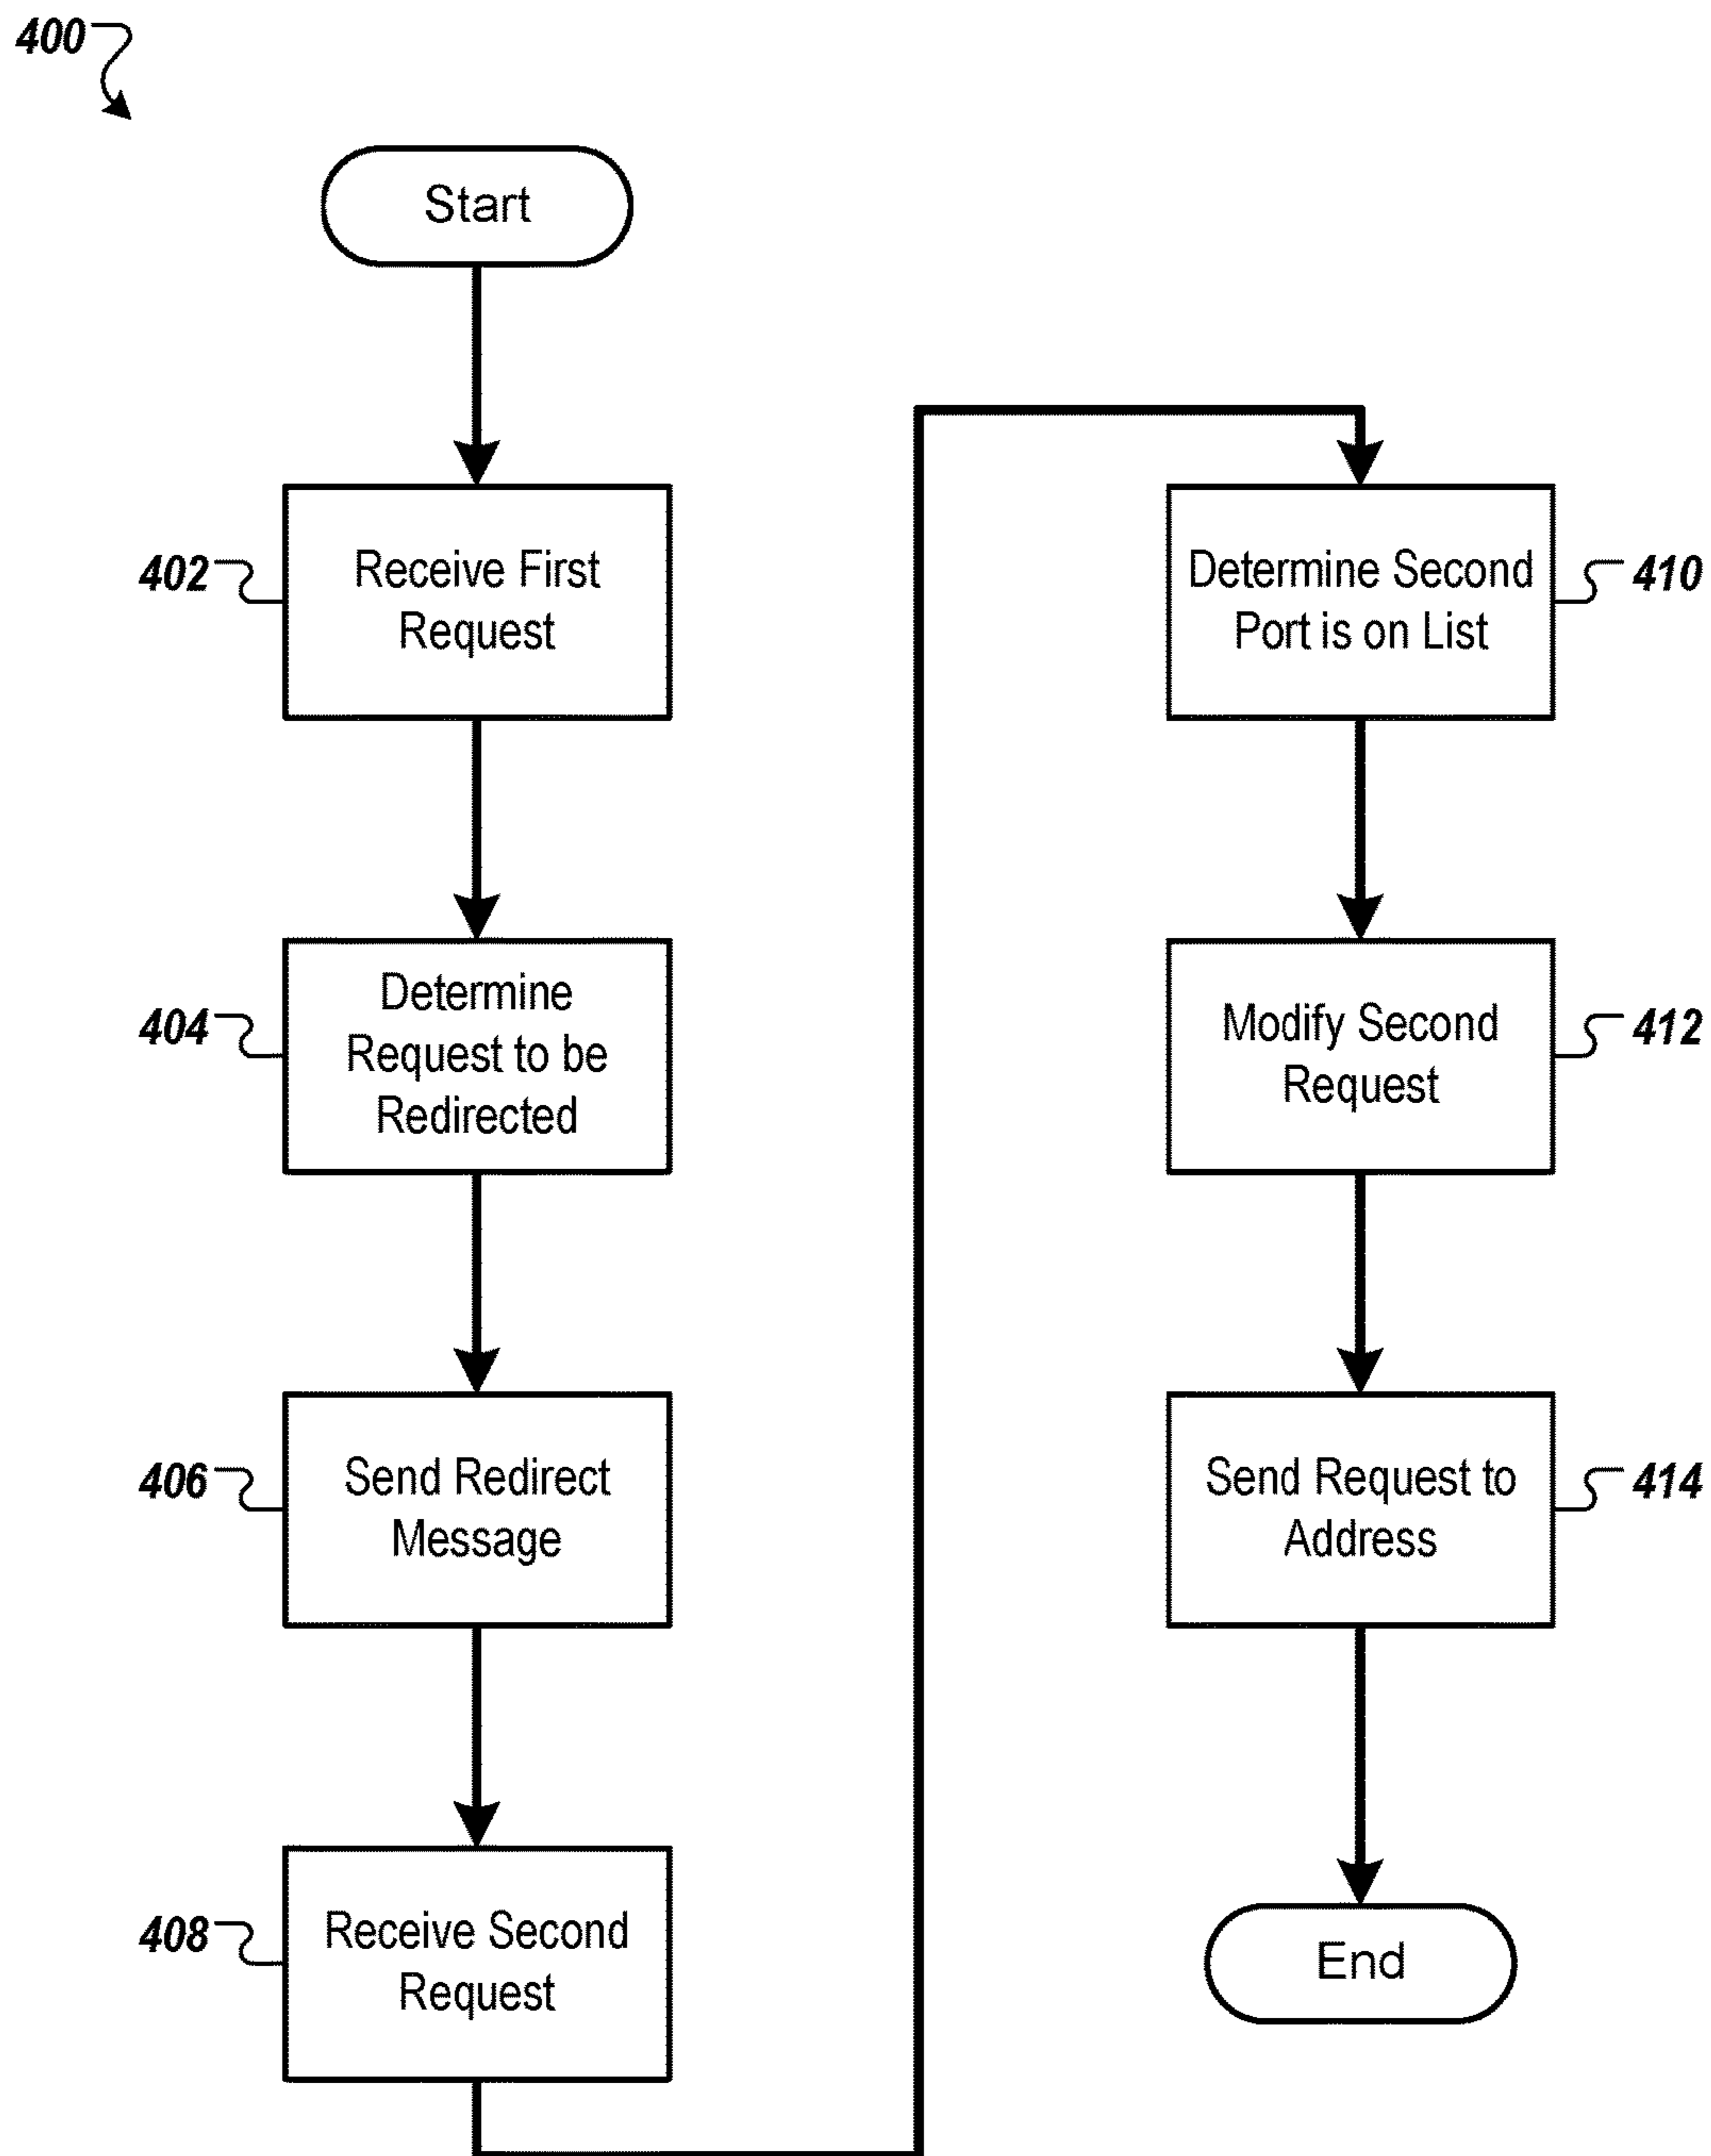 400
Start
402
Receive First
Request
404
Determine
Request to be
Redirected
406
Send Redirect
Message
408
Receive Second
Request
Determine Second
Port is on List
410
Modify Second
Request
412
Send Request to
Address
414
End